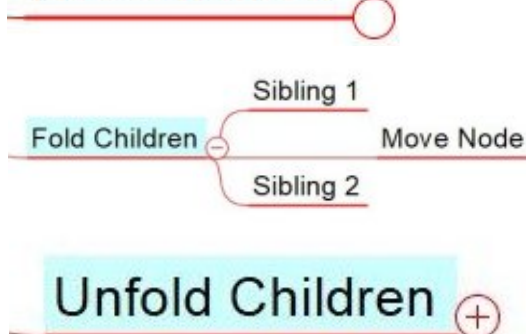 Sibling 1
Fold Children
Move Node
Sibling 2
Unfold Children